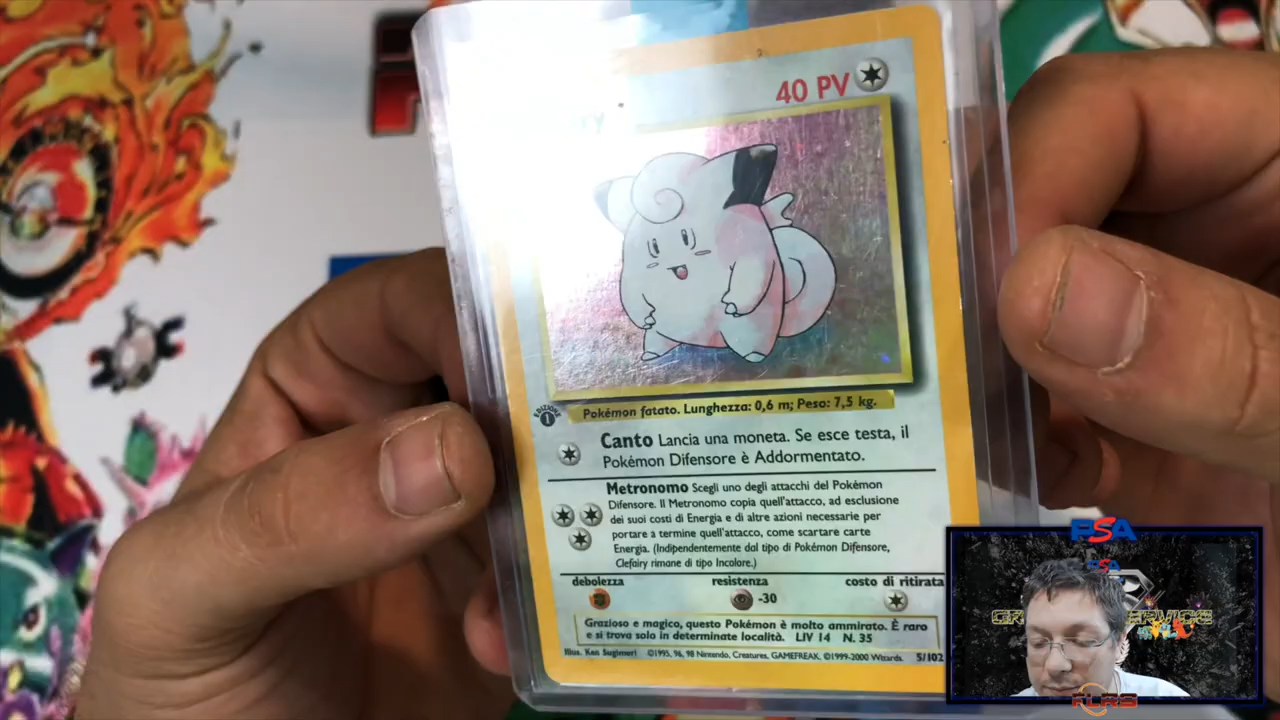 40 PV
EDIZIONE
1
Pokémon fatato. Lunghezza: 0,6 m; Peso: 7,5 kg.
Canto Lancia una moneta. Se esce testa, il
Pokémon Difensore è Addormentato.
Metronomo Scegli uno degli attacchi del Pokémon
Difensore. Il Metronomo copia quell'attacco, ad esclusione
dei suoi costi di Energia e di altre azioni necessarie per
portare a termine quell'attacco, come scartare carte
Energia. (Indipendentemente dal tipo di Pokémon Difensore,
Clefairy rimane di tipo Incolore.)
debolezza resistenza costo di ritirata
-30
Grazioso e magico, questo Pokémon è molto ammirato. È raro
e si trova solo in determinate località. LIV 14 N. 35
Illus. Ken Sugimori ©1995, 96, 98 Nintendo, Creatures, GAMEFREAK. ©1999-2000 Wizards. 5/102
PSA
PSA
FLRS